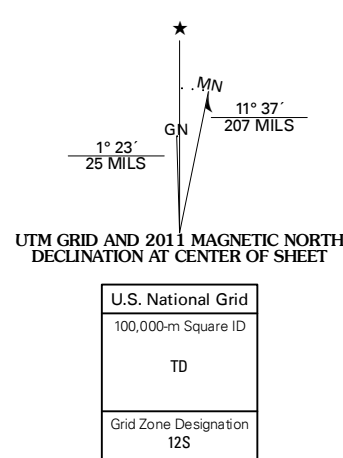 ★
MN
GN
11° 37´
207 MILS
1° 23´
25 MILS
UTM GRID AND 2011 MAGNETIC NORTH
DECLINATION AT CENTER OF SHEET
U.S. National Grid
100,000-m Square ID
TD
Grid Zone Designation
12S